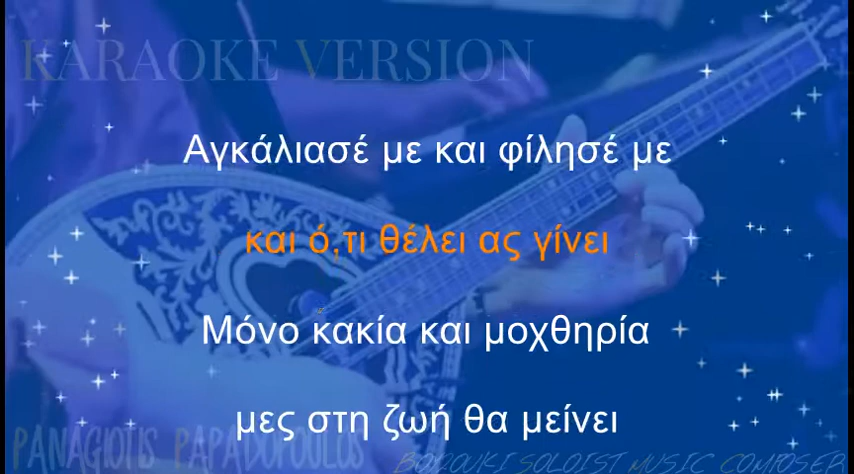 KARAOKE VERSION
Αγκάλιασέ με και φίλησέ με
και ό,τι θέλει ας γίνει
Μόνο κακία και μοχθηρία
μες στη ζωή θα μείνει
PANAGIOTIS PAPADOPOULOS
BOUZOUKI SOLOIST MUSIC COMPOSER